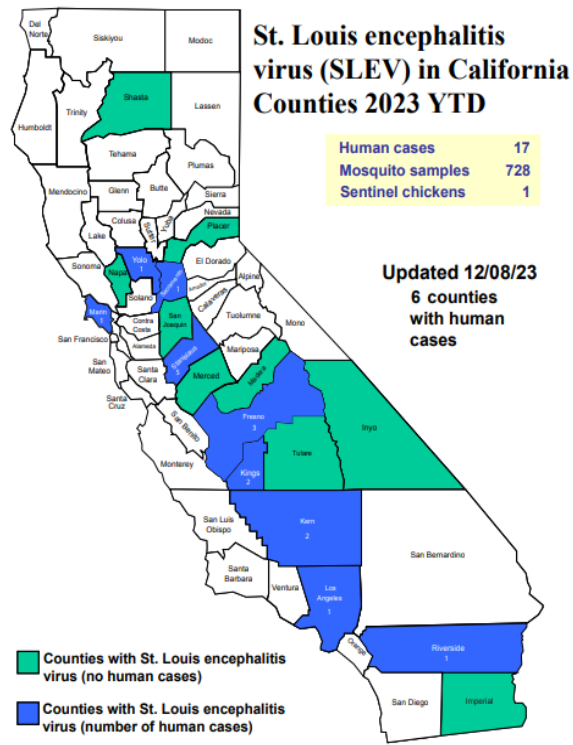 St. Louis encephalitis
virus (SLEV) in California
Counties 2023 YTD
Human cases 17
Mosquito samples 728
Sentinel chickens 1
Updated 12/08/23
6 counties
with human
cases
Del
Norte
Siskiyou
Modoc
Shasta
Trinity
Humboldt
Lassen
Tehama
Plumas
Mendocino
Glenn
Butte
Sierra
Nevada
Colusa
Sutter
Yuba
Placer
Lake
Yolo
1
El Dorado
Sonoma
Napa
Sacramento
1
Amador
Alpine
Solano
Calaveras
Marin
1
Contra
Costa
San
Joaquin
Tuolumne
Mono
San Francisco
Alameda
Stanislaus
2
Mariposa
San
Mateo
Santa
Clara
Merced
Madera
Santa
Cruz
San Benito
Fresno
3
Inyo
Monterey
Kings
2
Tulare
San Luis
Obispo
Kern
2
San Bernardino
Santa
Barbara
Ventura
Los
Angeles
1
Orange
Riverside
1
San Diego
Imperial
Counties with St. Louis encephalitis
virus (no human cases)
Counties with St. Louis encephalitis
virus (number of human cases)